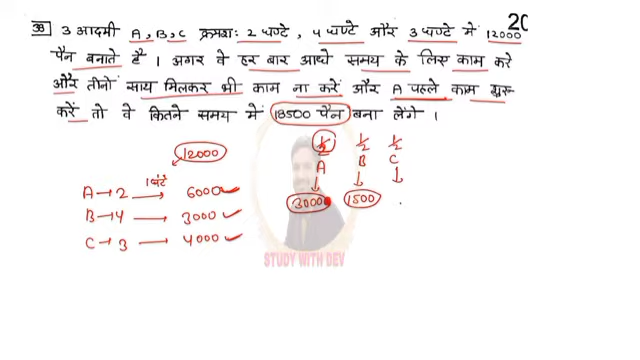 38 3 आदमी A, B, C क्रमशः 2 घण्टे, 4 घण्टे और 3 घण्टे में 12000
पैन बनाते हैं। अगर वे हर बार आधे समय के लिए काम करे
और तीनो साथ मिलकर भी काम ना करें और A पहले काम शुरू
करें तो वे कितने समय में 18500 पैन बना लेंगे।
20
12000
1/2 1/2 1/2
A B C
1 घंटे
A → 2 → 6000
B → 4 → 3000
C → 3 → 4000
3000 1500
STUDY WITH DEV